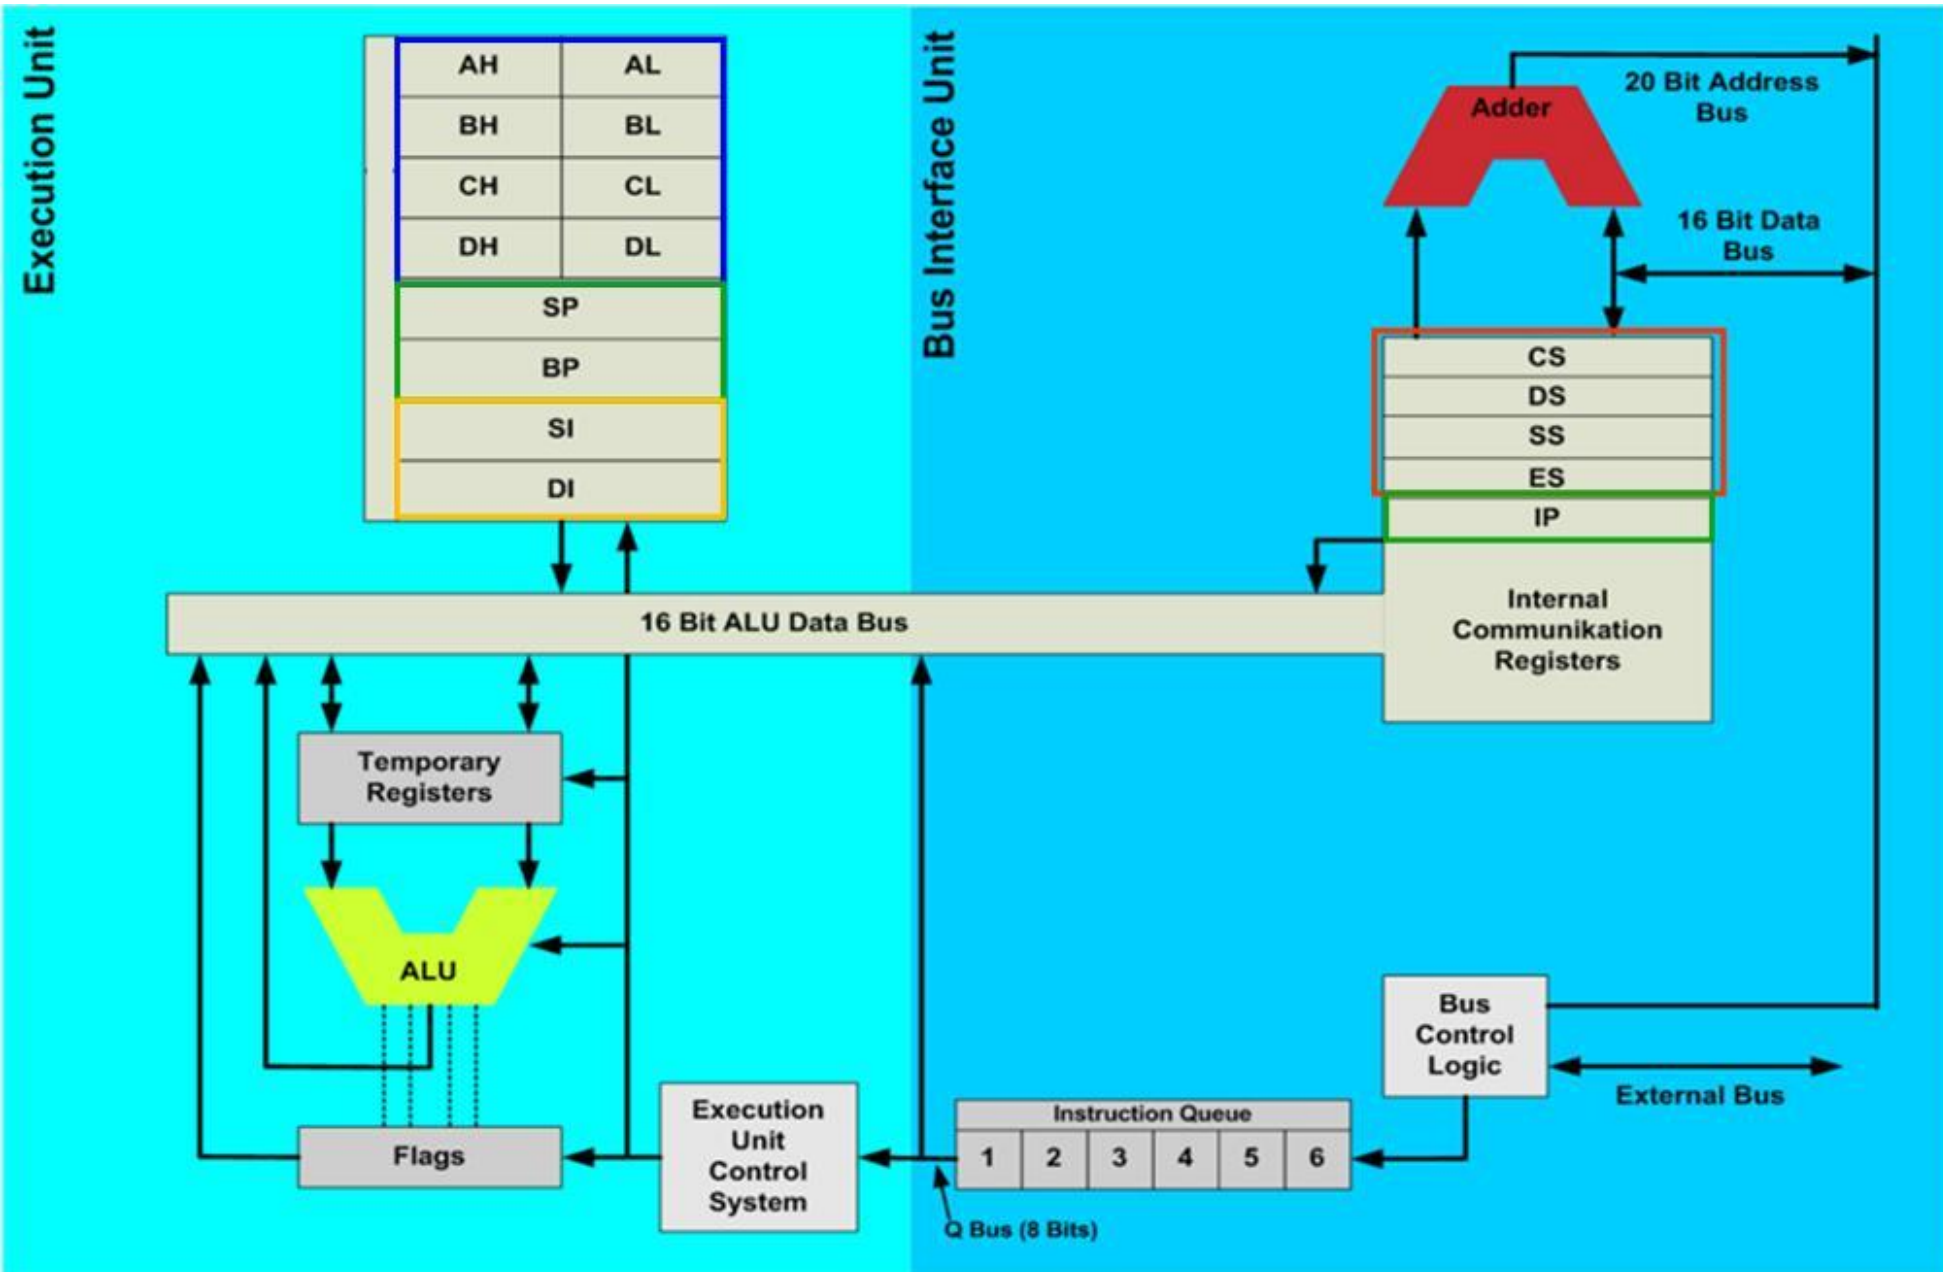 Execution Unit
AH AL
BH BL
CH CL
DH DL
SP
BP
SI
DI
Bus Interface Unit
Adder
20 Bit Address
Bus
16 Bit Data
Bus
CS
DS
SS
ES
IP
Internal
Communikation
Registers
16 Bit ALU Data Bus
Temporary
Registers
ALU
Flags
Execution
Unit
Control
System
Instruction Queue
1 2 3 4 5 6
Q Bus (8 Bits)
Bus
Control
Logic
External Bus